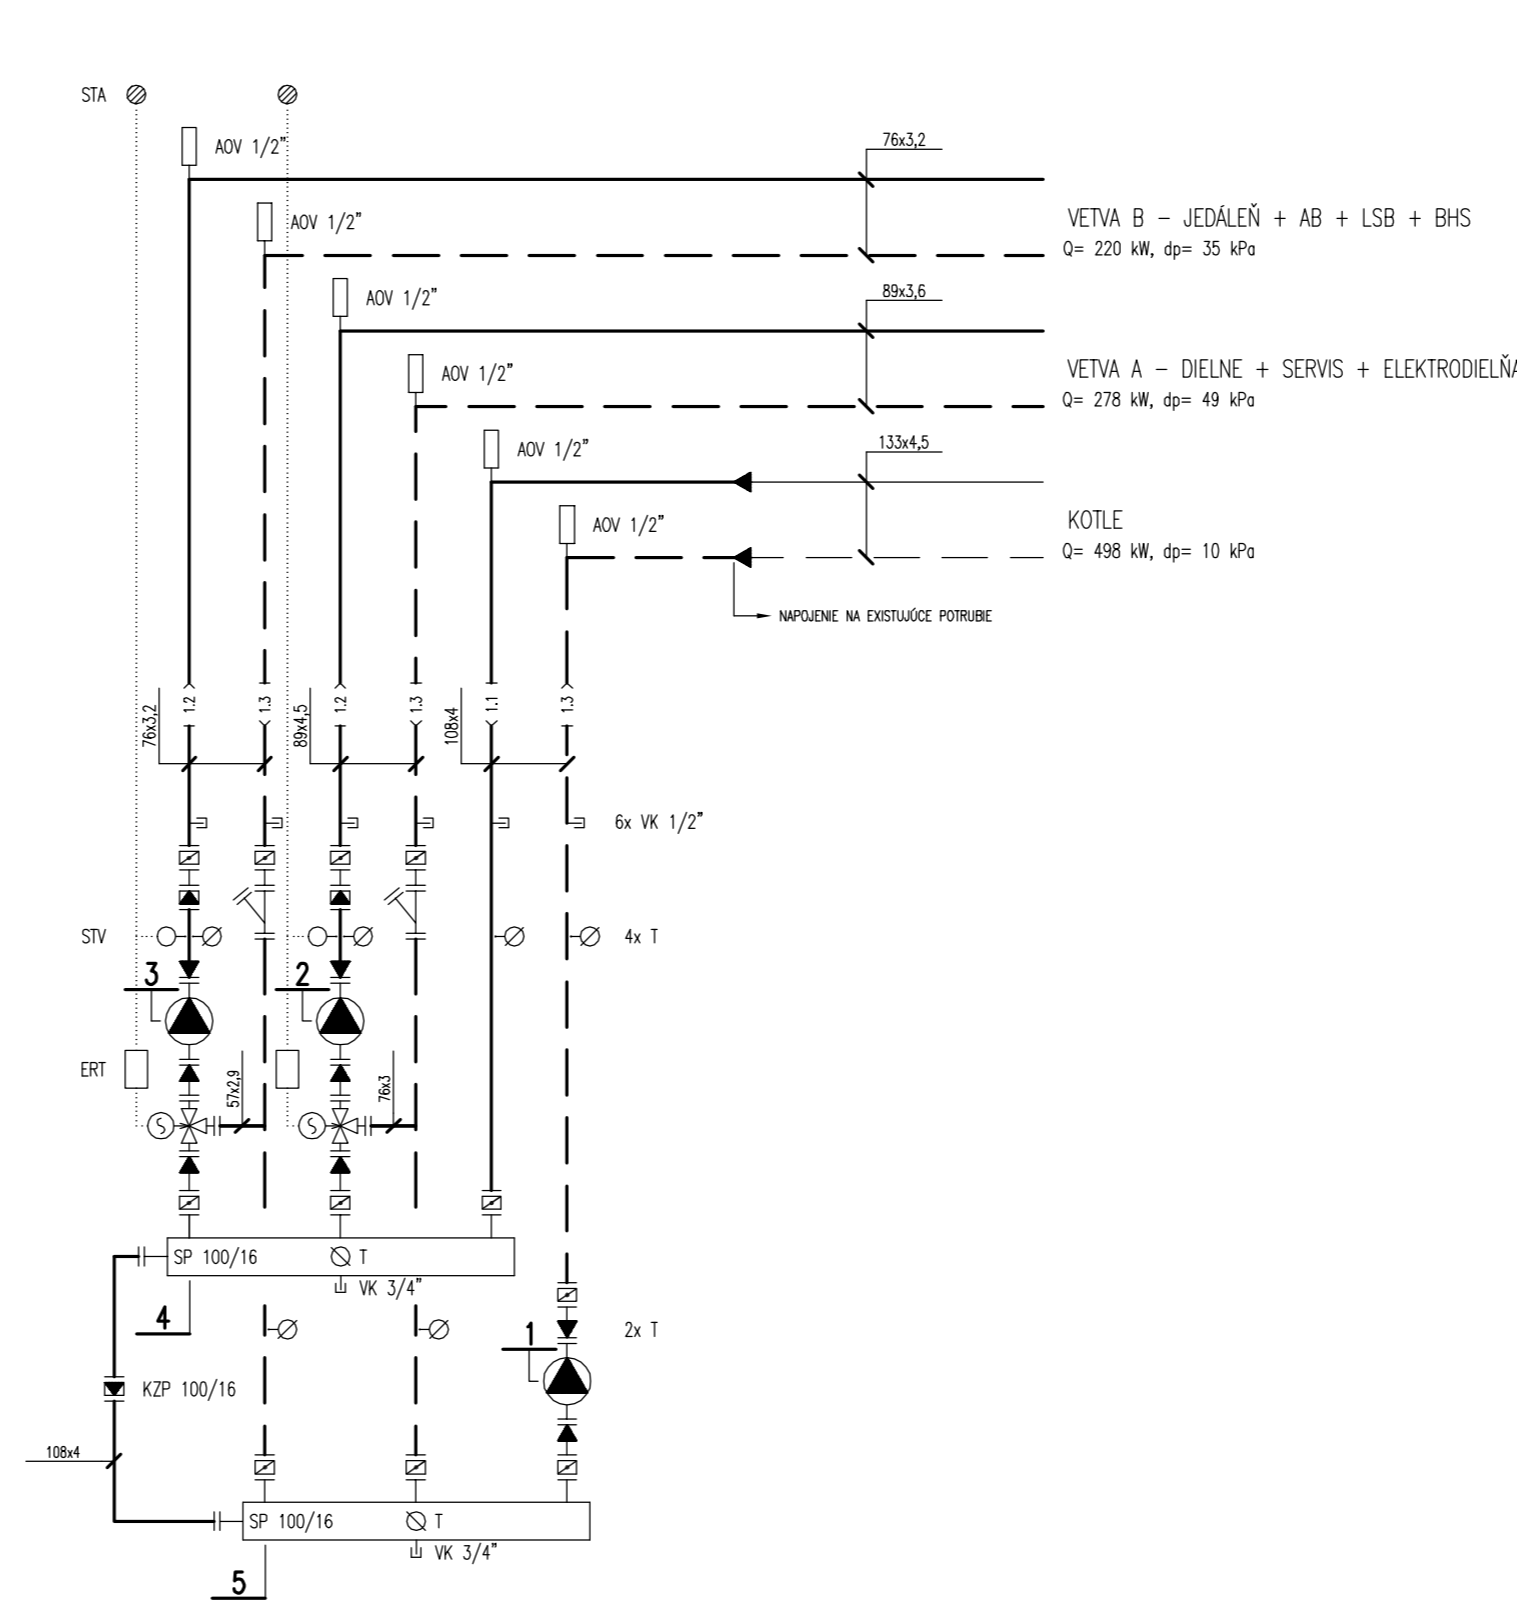 STA
AOV 1/2"
76x3,2
AOV 1/2"
VETVA B - JEDÁLEŇ + AB + LSB + BHS
Q= 220 kW, dp= 35 kPa
AOV 1/2"
89x3,6
AOV 1/2"
VETVA A - DIELNE + SERVIS + ELEKTRODIELŇA
Q= 278 kW, dp= 49 kPa
AOV 1/2"
133x4,5
AOV 1/2"
KOTLE
Q= 498 kW, dp= 10 kPa
NAPOJENIE NA EXISTUJÚCE POTRUBIE
76x3,2
1.2
1.3
89x4,5
1.2
1.3
108x4
1.1
1.3
6x VK 1/2"
STV
4x T
3
2
ERT
57x2,9
76x3
S
S
SP 100/16
T
VK 3/4"
4
1
2x T
KZP 100/16
108x4
SP 100/16
T
VK 3/4"
5